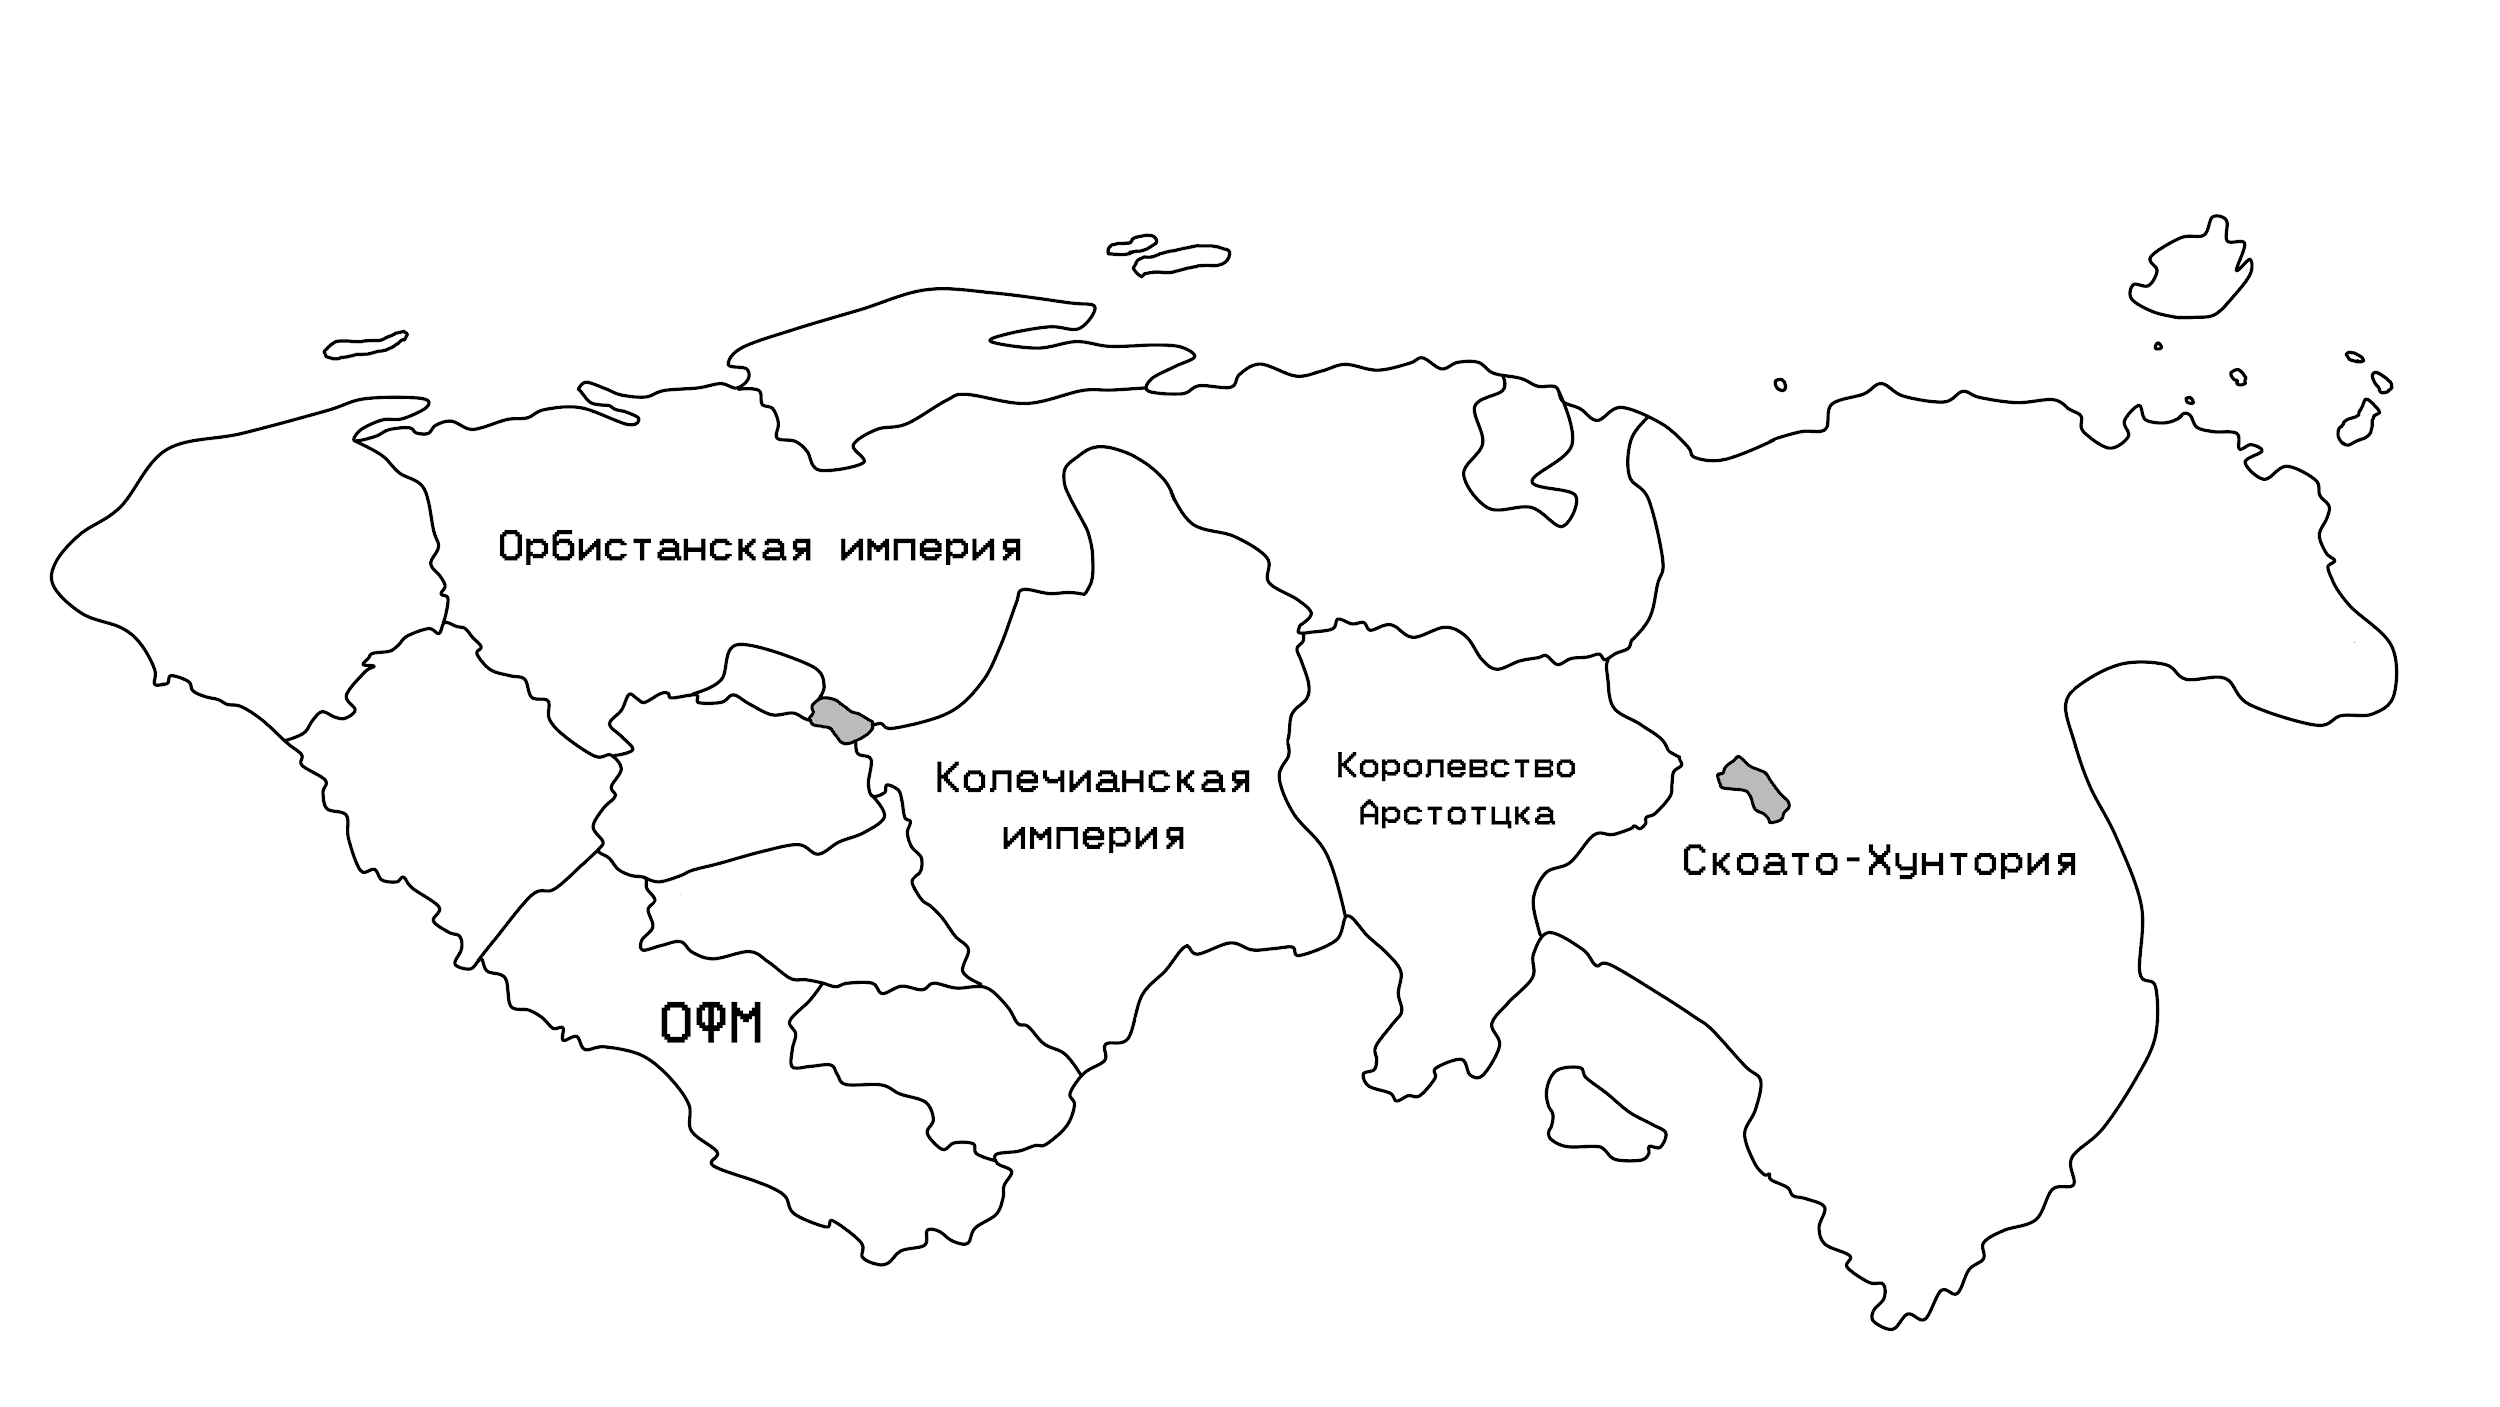 Орбистанская империя
Колечианская
империя
Королевство
Арстотцка
Скоато-Хунтория
ОФМ